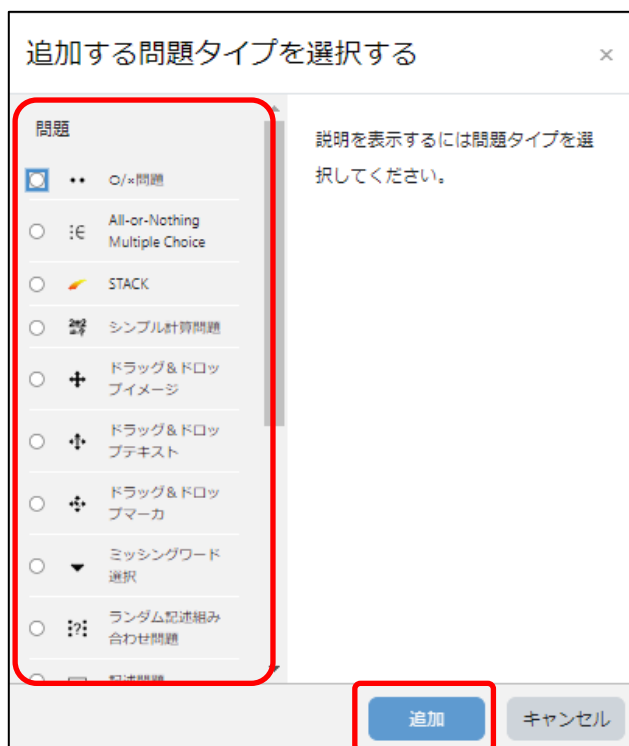 追加する問題タイプを選択する
×
問題
説明を表示するには問題タイプを選
択してください。
○/×問題
All-or-Nothing
Multiple Choice
STACK
シンプル計算問題
ドラッグ&ドロッ
プイメージ
ドラッグ&ドロッ
プテキスト
ドラッグ&ドロッ
プマーカ
ミッシングワード
選択
ランダム記述組み
合わせ問題
記述問題
追加
キャンセル